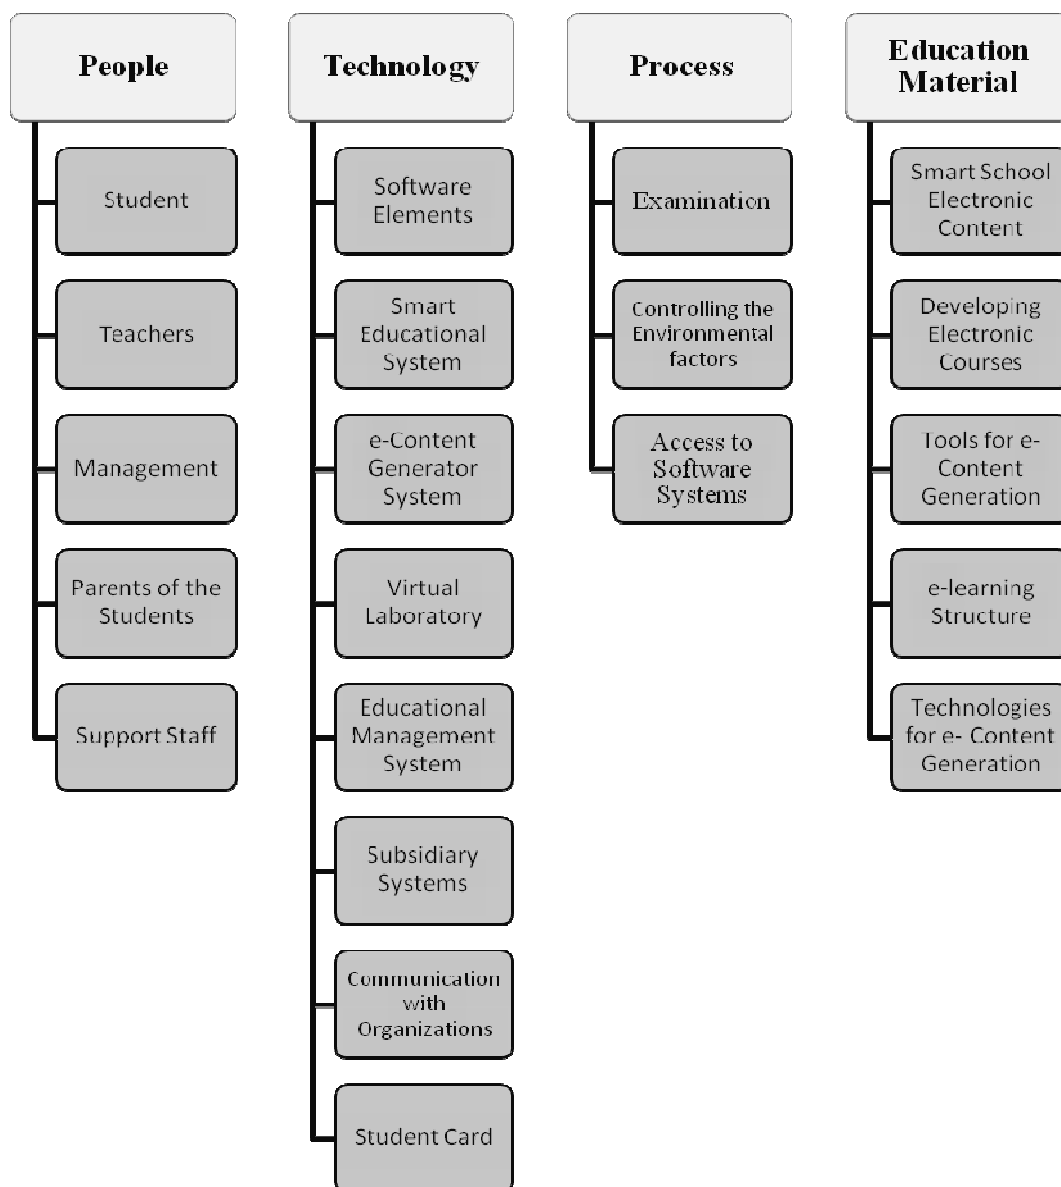 People
Student
Teachers
Management
Parents of the
Students
Support Staff
Technology
Software
Elements
Smart
Educational
System
e-Content
Generator
System
Virtual
Laboratory
Educational
Management
System
Subsidiary
Systems
Communication
with
Organizations
Student Card
Process
Examination
Controlling the
Environmental
factors
Access to
Software
Systems
Education
Material
Smart School
Electronic
Content
Developing
Electronic
Courses
Tools for e-
Content
Generation
e-learning
Structure
Technologies
for e- Content
Generation